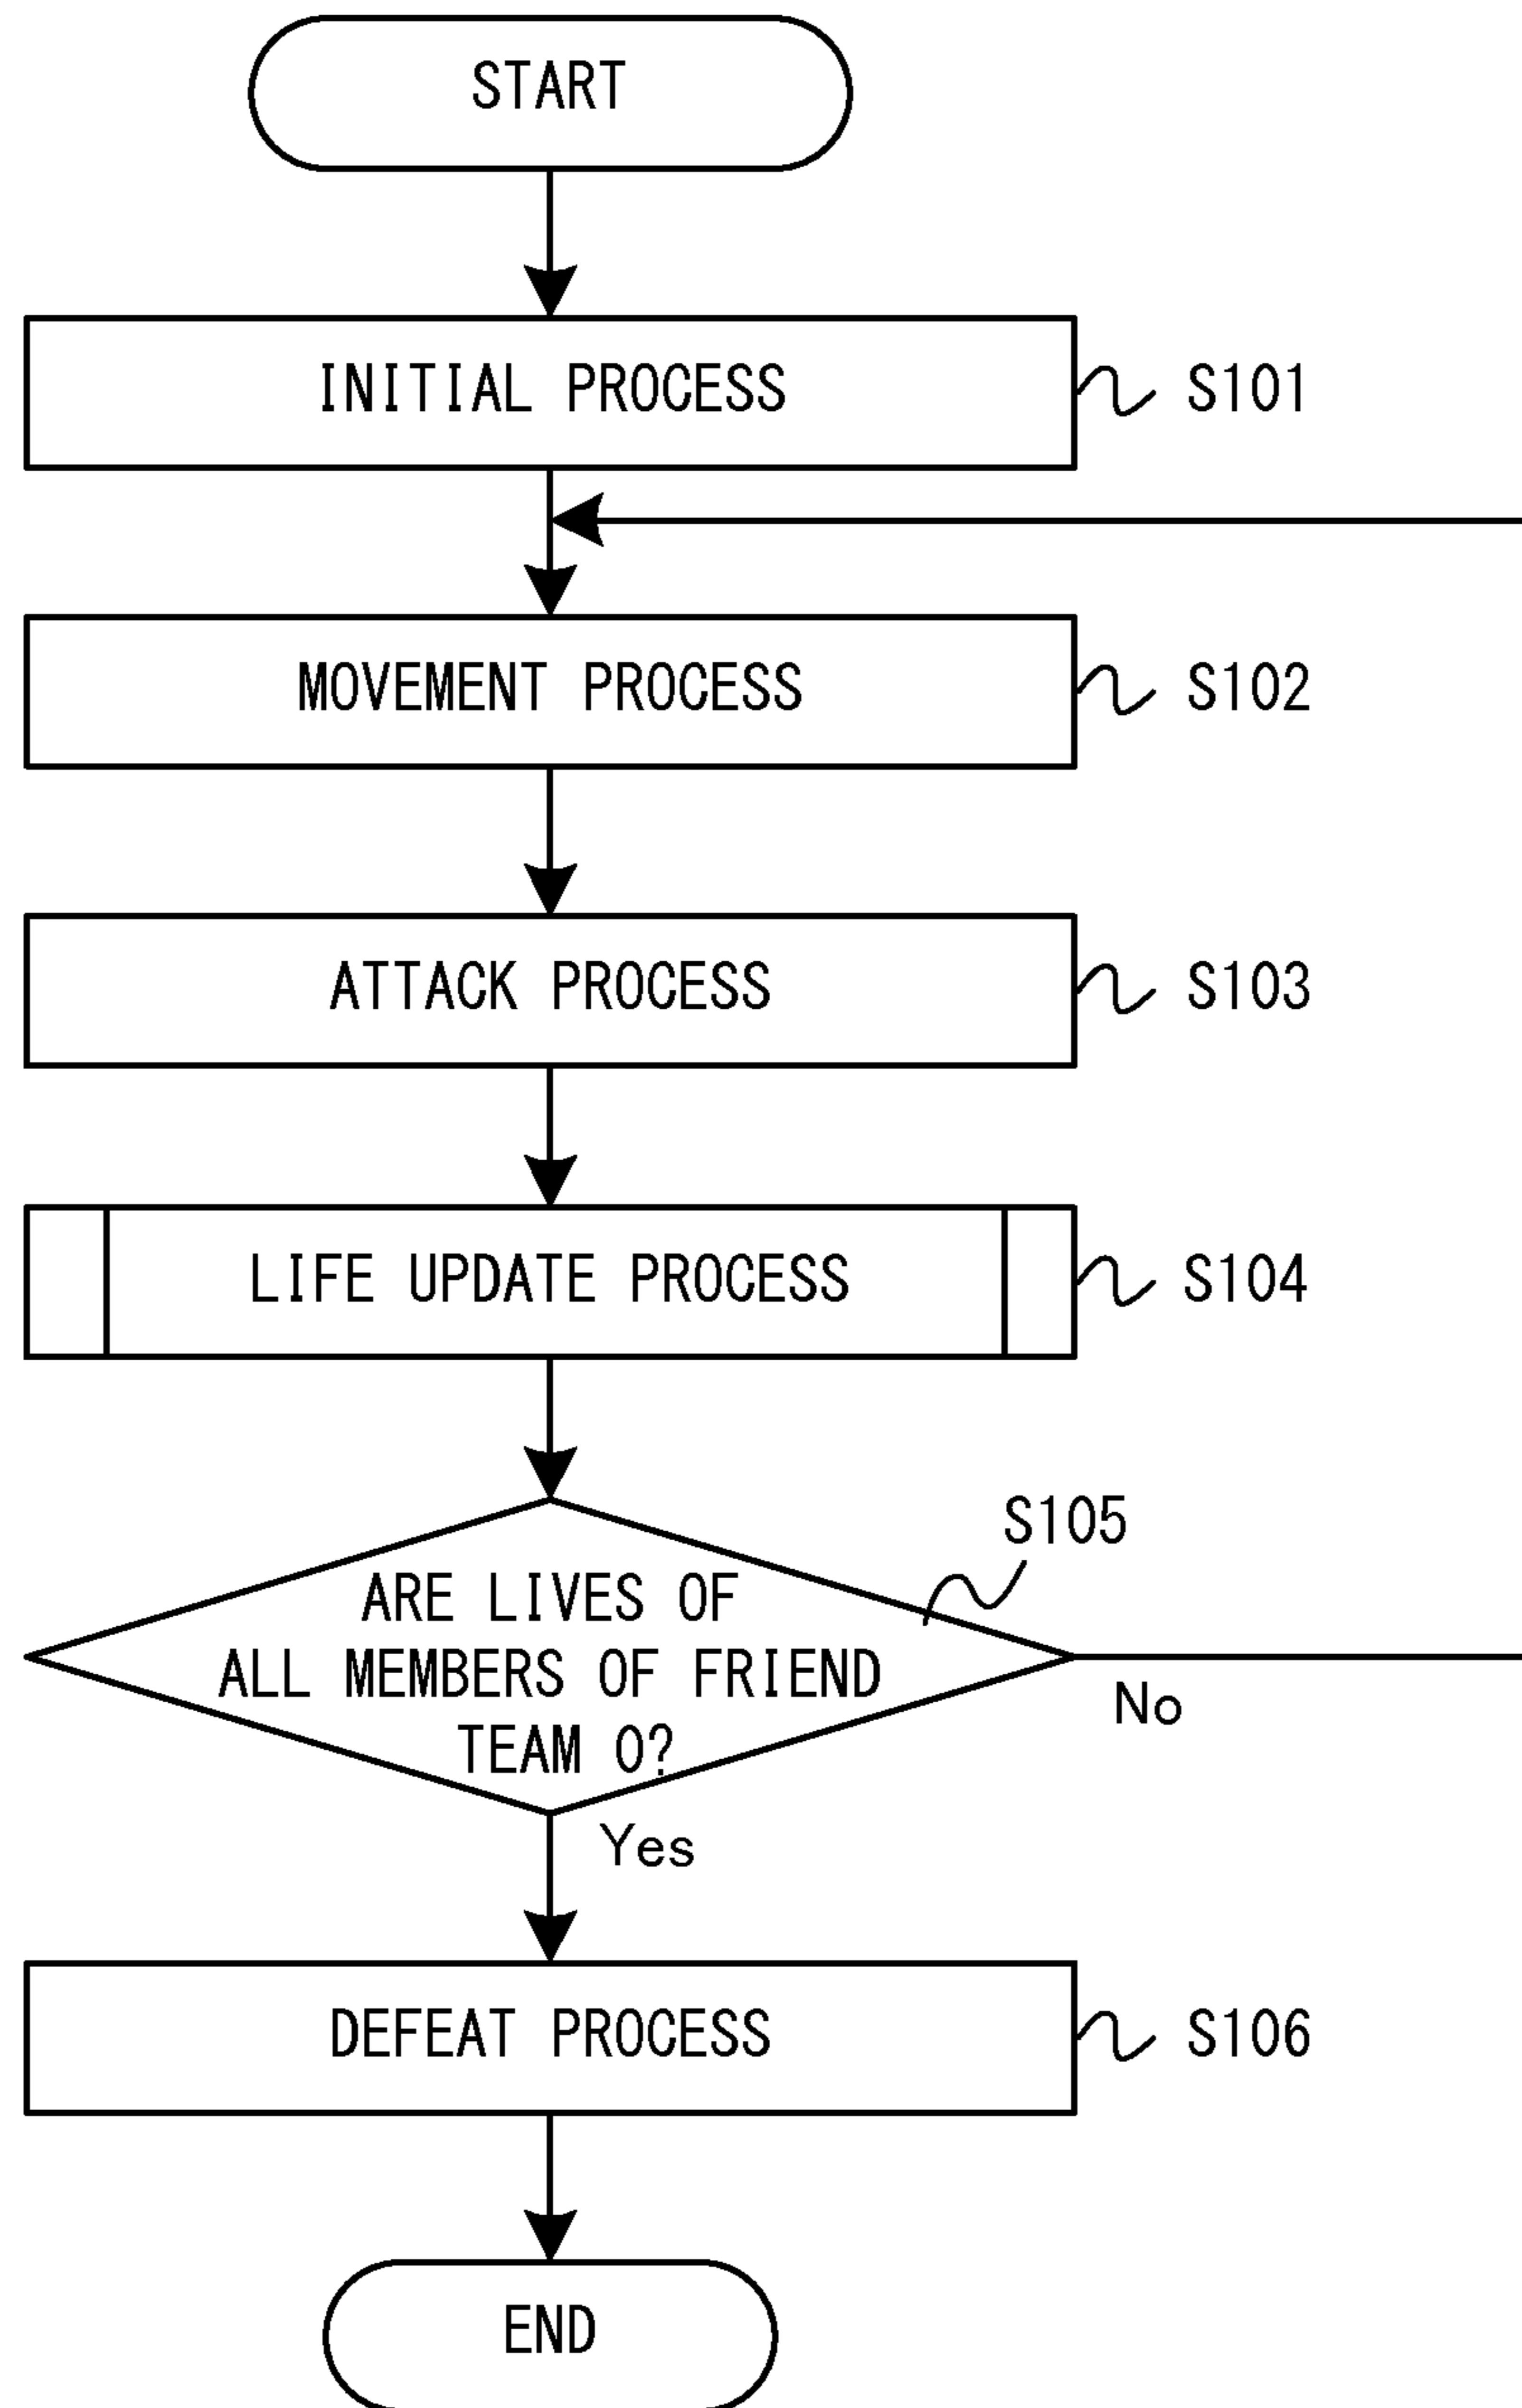 START
INITIAL PROCESS
S101
MOVEMENT PROCESS
S102
ATTACK PROCESS
S103
LIFE UPDATE PROCESS
S104
S105
ARE LIVES OF
ALL MEMBERS OF FRIEND
TEAM 0?
No
Yes
DEFEAT PROCESS
S106
END